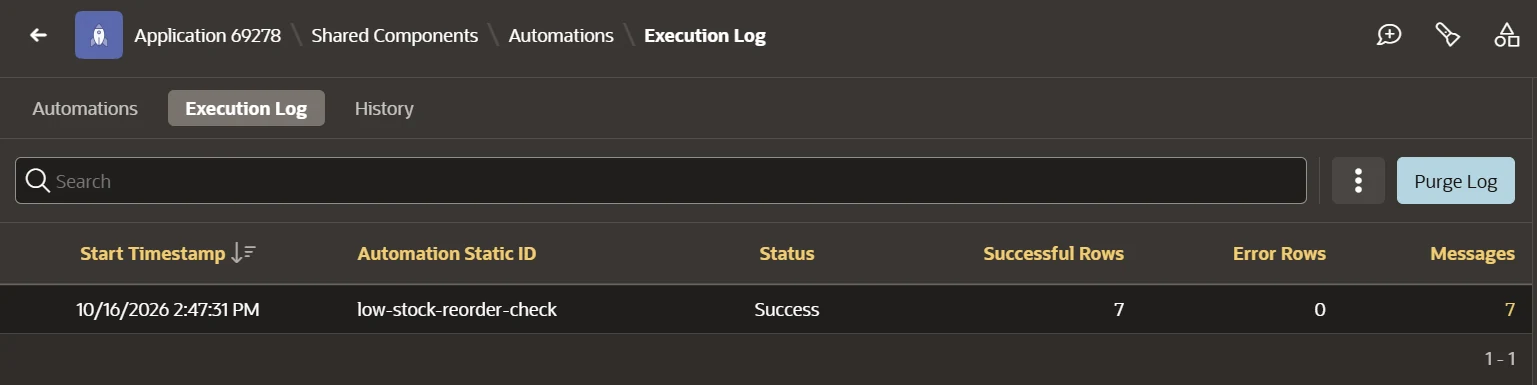 Application 69278 \ Shared Components \ Automations \ Execution Log
Automations Execution Log History
Search Purge Log
Start Timestamp Automation Static ID Status Successful Rows Error Rows Messages
10/16/2026 2:47:31 PM low-stock-reorder-check Success 7 0 7
1 - 1